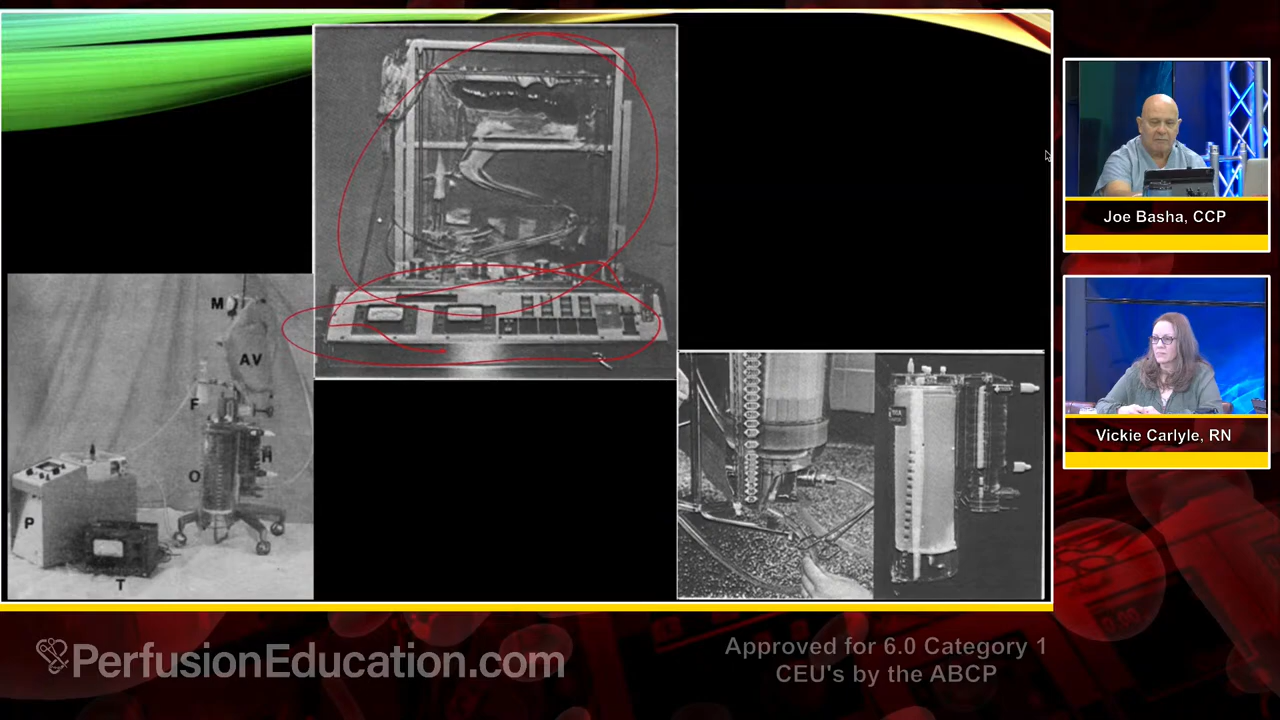 M
AV
F
H
O
P
T
Joe Basha, CCP
Vickie Carlyle, RN
PerfusionEducation.com
Approved for 6.0 Category 1
CEU's by the ABCP